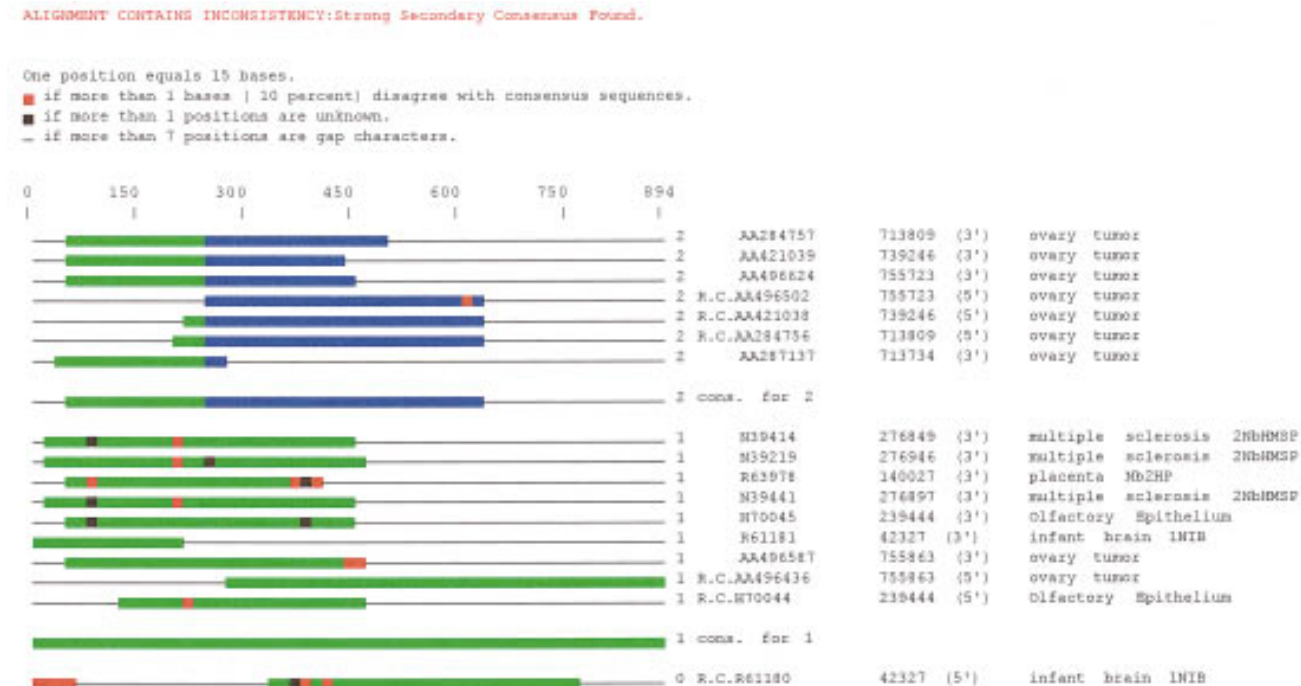 ALIGNMENT CONTAINS INCONSISTENCY:Strong Secondary Consensus Found.
One position equals 15 bases.
if more than 1 bases | 10 percent) disagree with consensus sequences.
if more than 1 positions are unknown.
_ if more than 7 positions are gap characters.
0 150 300 450 600 750 894
2 AA284757 713809 (3') ovary tumor
2 AA421039 739246 (3') ovary tumor
2 AA496624 755723 (3') ovary tumor
2 R.C.AA496502 755723 (5') ovary tumor
2 R.C.AA421038 739246 (5') ovary tumor
2 R.C.AA284756 713809 (5') ovary tumor
2 AA287137 713734 (3') ovary tumor
2 cons. for 2
1 N39414 276849 (3') multiple sclerosis 2NbHMSP
1 N39219 276946 (3') multiple sclerosis 2NbHMSP
1 R63978 140027 (3') placenta Nb2HP
1 N39441 276897 (3') multiple sclerosis 2NbHMSP
1 H70045 239444 (3') Olfactory Epithelium
1 R61181 42327 (3') infant brain 1NIB
1 AA496587 755863 (3') ovary tumor
1 R.C.AA496436 755863 (5') ovary tumor
1 R.C.H70044 239444 (5') Olfactory Epithelium
1 cons. for 1
0 R.C.R61180 42327 (5') infant brain 1NIB